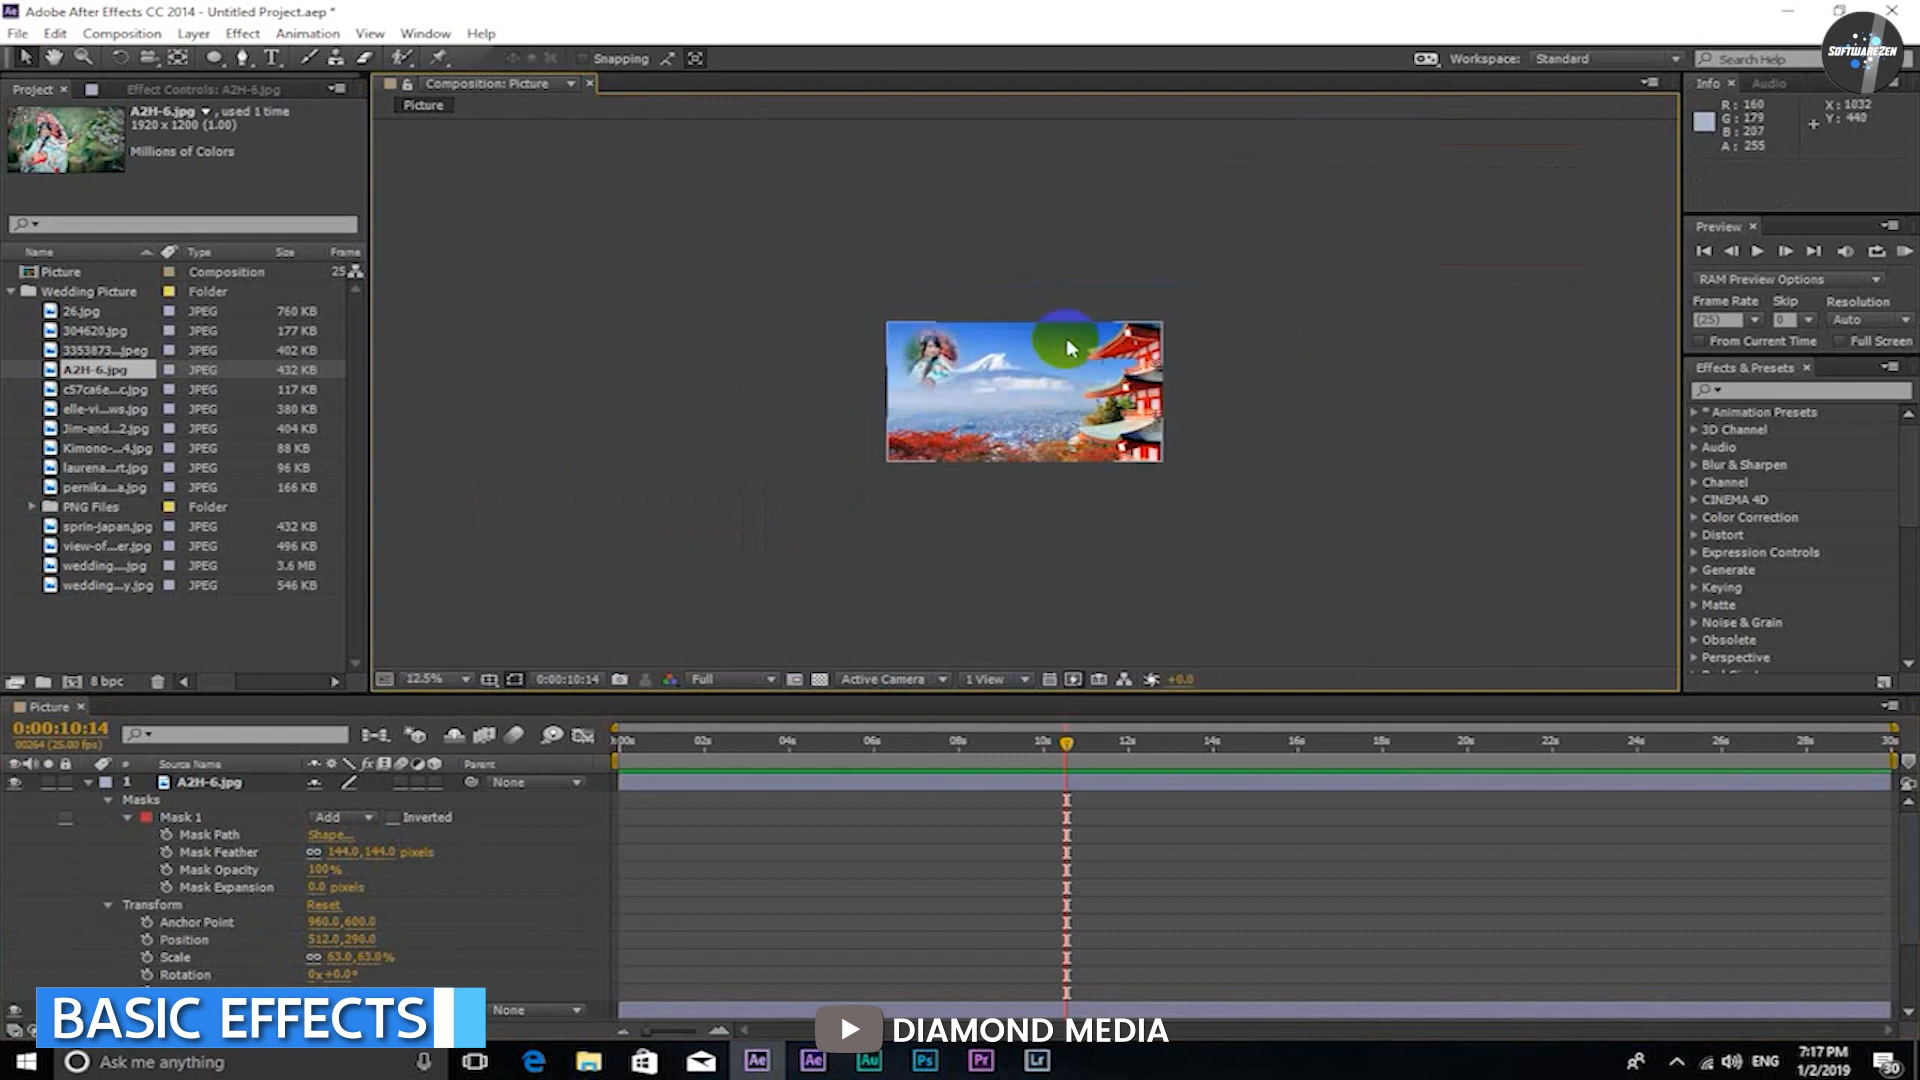 Adobe After Effects CC 2014 - Untitled Project.aep *
File Edit Composition Layer Effect Animation View Window Help
Snapping
Workspace: Standard
Search Help
SOFTWAREZEN
Project × Effect Controls: A2H-6.jpg
A2H-6.jpg ▼ , used 1 time
1920 x 1200 (1.00)
Millions of Colors
Name Type Size Frame
Picture Composition 25
Wedding Picture Folder
26.jpg JPEG 760 KB
304620.jpg JPEG 177 KB
3353873...jpeg JPEG 402 KB
A2H-6.jpg JPEG 432 KB
c57ca6e...c.jpg JPEG 117 KB
elle-vi...ws.jpg JPEG 380 KB
Jim-and...2.jpg JPEG 404 KB
Kimono-...4.jpg JPEG 88 KB
laurena...rt.jpg JPEG 96 KB
pernika...a.jpg JPEG 166 KB
PNG Files Folder
sprin-japan.jpg JPEG 432 KB
view-of...er.jpg JPEG 496 KB
wedding....jpg JPEG 3.6 MB
wedding...y.jpg JPEG 546 KB
8 bpc
Composition: Picture
Picture
12.5% 0:00:10:14 Full Active Camera 1 View +0.0
Info × Audio
R: 160 X: 1032
G: 179 Y: 440
B: 207
A: 255
Preview ×
RAM Preview Options
Frame Rate Skip Resolution
(25) 0 Auto
From Current Time Full Screen
Effects & Presets ×
* Animation Presets
3D Channel
Audio
Blur & Sharpen
Channel
CINEMA 4D
Color Correction
Distort
Expression Controls
Generate
Keying
Matte
Noise & Grain
Obsolete
Perspective
Picture ×
0:00:10:14
00264 (25.00 fps)
:00s 02s 04s 06s 08s 10s 12s 14s 16s 18s 20s 22s 24s 26s 28s 30s
# Source Name Parent
1 A2H-6.jpg None
Masks
Mask 1 Add Inverted
Mask Path Shape...
Mask Feather 144.0,144.0 pixels
Mask Opacity 100%
Mask Expansion 0.0 pixels
Transform Reset
Anchor Point 960.0,600.0
Position 512.0,290.0
Scale 63.0,63.0%
Rotation 0x+0.0°
None
BASIC EFFECTS
DIAMOND MEDIA
Ask me anything
Ae Ae Au Ps Pr Lr
ENG
7:17 PM
1/2/2019
30